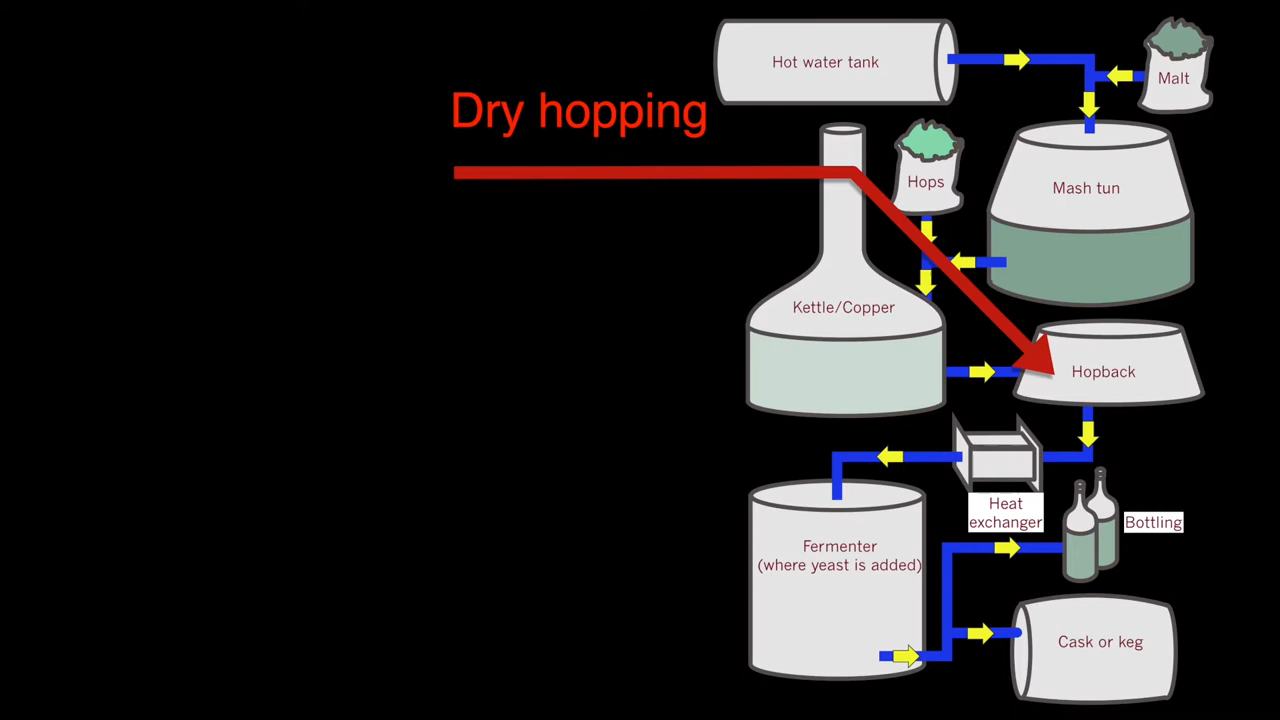 Hot water tank
Malt
Dry hopping
Hops
Mash tun
Kettle/Copper
Hopback
Heat
exchanger
Bottling
Fermenter
(where yeast is added)
Cask or keg